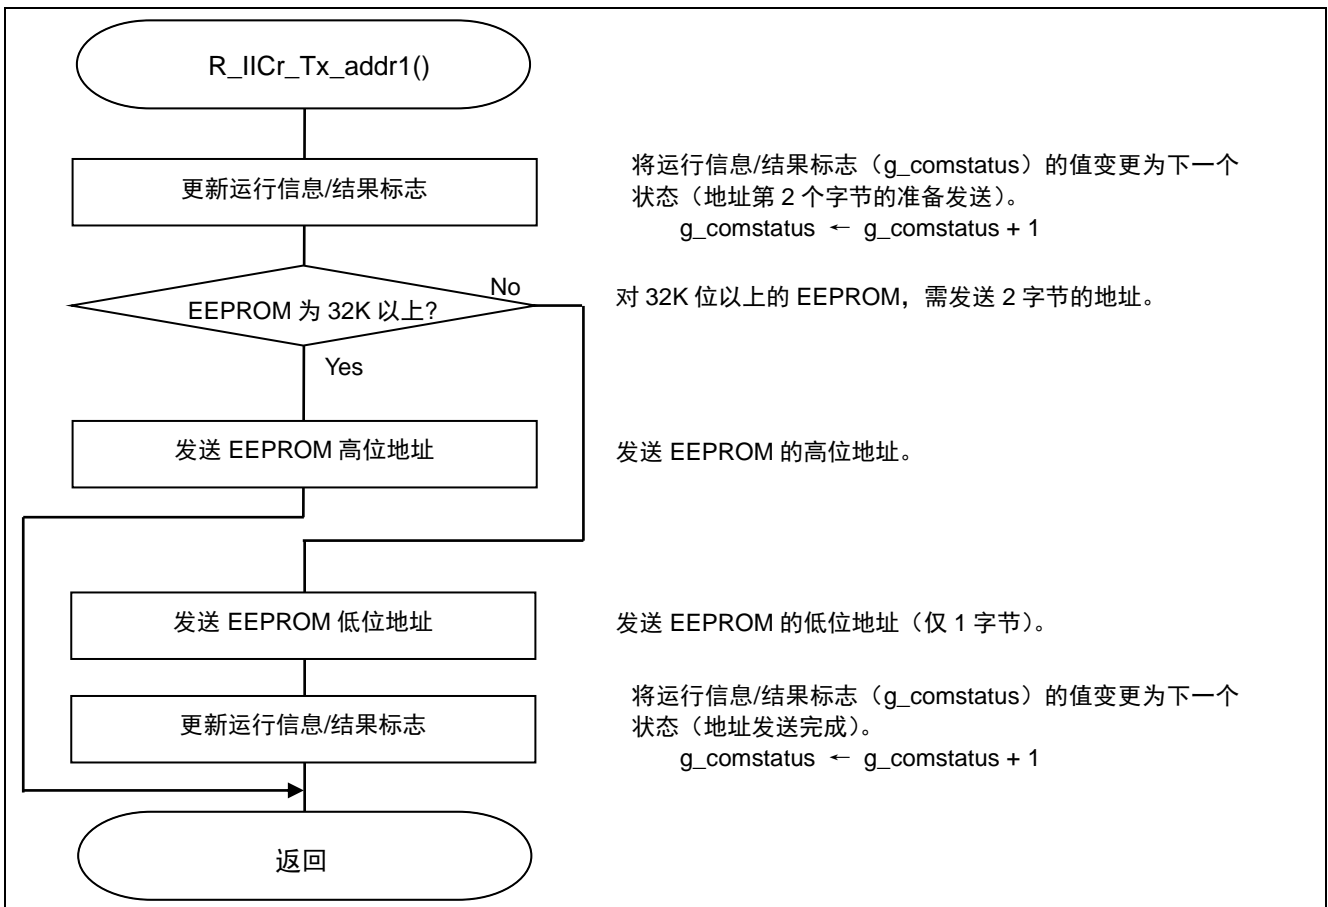 R_IICr_Tx_addr1()
更新运行信息/结果标志
将运行信息/结果标志（g_comstatus）的值变更为下一个
状态（地址第 2 个字节的准备发送）。
g_comstatus ← g_comstatus + 1
No
EEPROM 为 32K 以上?
对 32K 位以上的 EEPROM，需发送 2 字节的地址。
Yes
发送 EEPROM 高位地址
发送 EEPROM 的高位地址。
发送 EEPROM 低位地址
发送 EEPROM 的低位地址（仅 1 字节）。
更新运行信息/结果标志
将运行信息/结果标志（g_comstatus）的值变更为下一个
状态（地址发送完成）。
g_comstatus ← g_comstatus + 1
返回